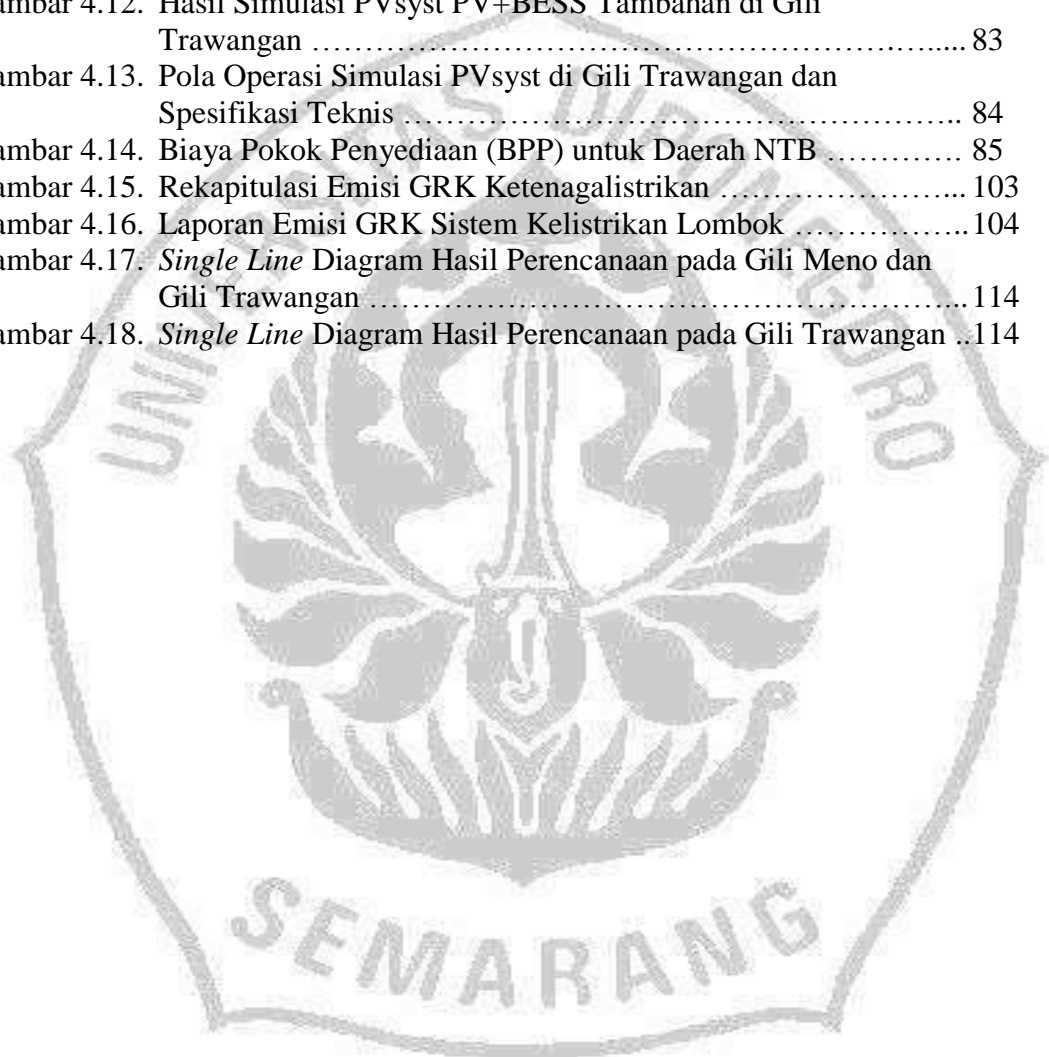 ambar 4.12. Hasil Simulasi PVsyst PV+BESS Tambahan di Gili
Trawangan ……………………………………………….…..... 83
ambar 4.13. Pola Operasi Simulasi PVsyst di Gili Trawangan dan
Spesifikasi Teknis ……………………………………………….. 84
ambar 4.14. Biaya Pokok Penyediaan (BPP) untuk Daerah NTB …………. 85
ambar 4.15. Rekapitulasi Emisi GRK Ketenagalistrikan …………………... 103
ambar 4.16. Laporan Emisi GRK Sistem Kelistrikan Lombok ……………..104
ambar 4.17. Single Line Diagram Hasil Perencanaan pada Gili Meno dan
Gili Trawangan …………………………………………………...114
ambar 4.18. Single Line Diagram Hasil Perencanaan pada Gili Trawangan ..114
UNIVERSITAS DIPONEGORO
SEMARANG